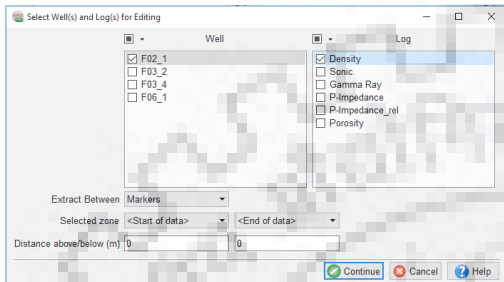 Select Well(s) and Log(s) for Editing
Well
Log
F02_1
F03_2
F03_4
F06_1
Density
Sonic
Gamma Ray
P-Impedance
P-Impedance_rel
Porosity
Extract Between Markers
Selected zone <Start of data> <End of data>
Distance above/below (m) 0 0
Continue Cancel Help